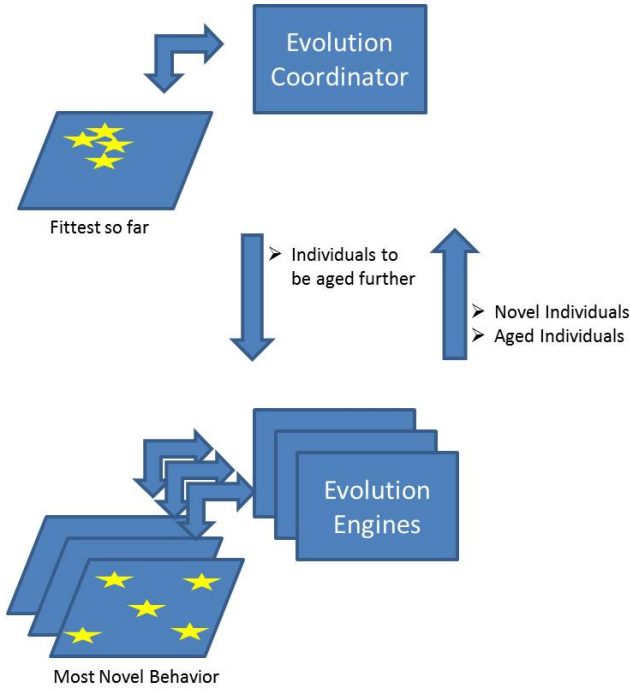 Evolution
Coordinator
Fittest so far
➢ Individuals to
be aged further
➢ Novel Individuals
➢ Aged Individuals
Evolution
Engines
Most Novel Behavior